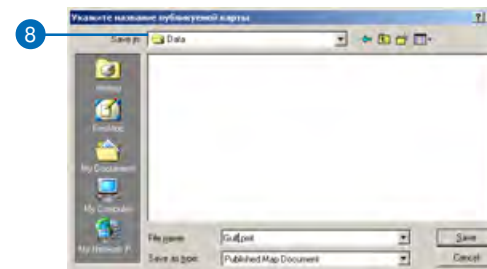 Укажите название публикуемой карты
8
Save in:
Data
History
Desktop
My Documents
My Computer
My Network P...
File name:
Gulf.pmf
Save
Save as type:
Published Map Document
Cancel